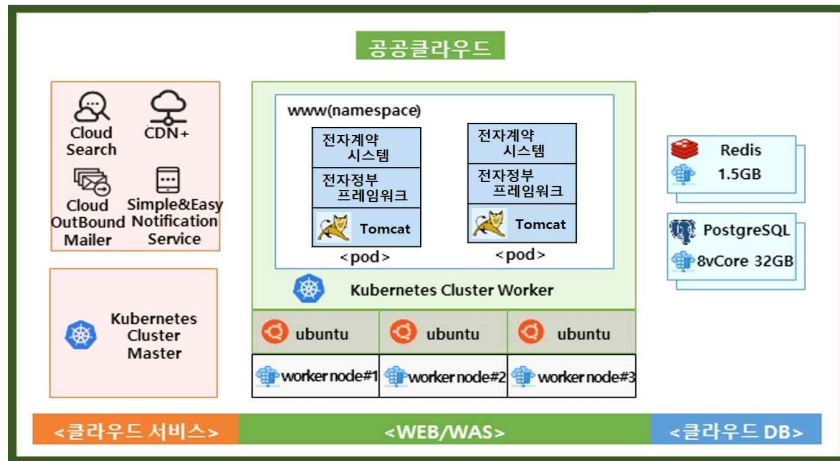 공공클라우드
Cloud
Search
CDN+
Cloud
OutBound
Mailer
Simple&Easy
Notification
Service
Kubernetes
Cluster
Master
www(namespace)
전자계약
시스템
전자정부
프레임워크
Tomcat
<pod>
전자계약
시스템
전자정부
프레임워크
Tomcat
<pod>
Kubernetes Cluster Worker
ubuntu
ubuntu
ubuntu
worker node#1
worker node#2
worker node#3
Redis
1.5GB
PostgreSQL
8vCore 32GB
<클라우드 서비스>
<WEB/WAS>
<클라우드 DB>